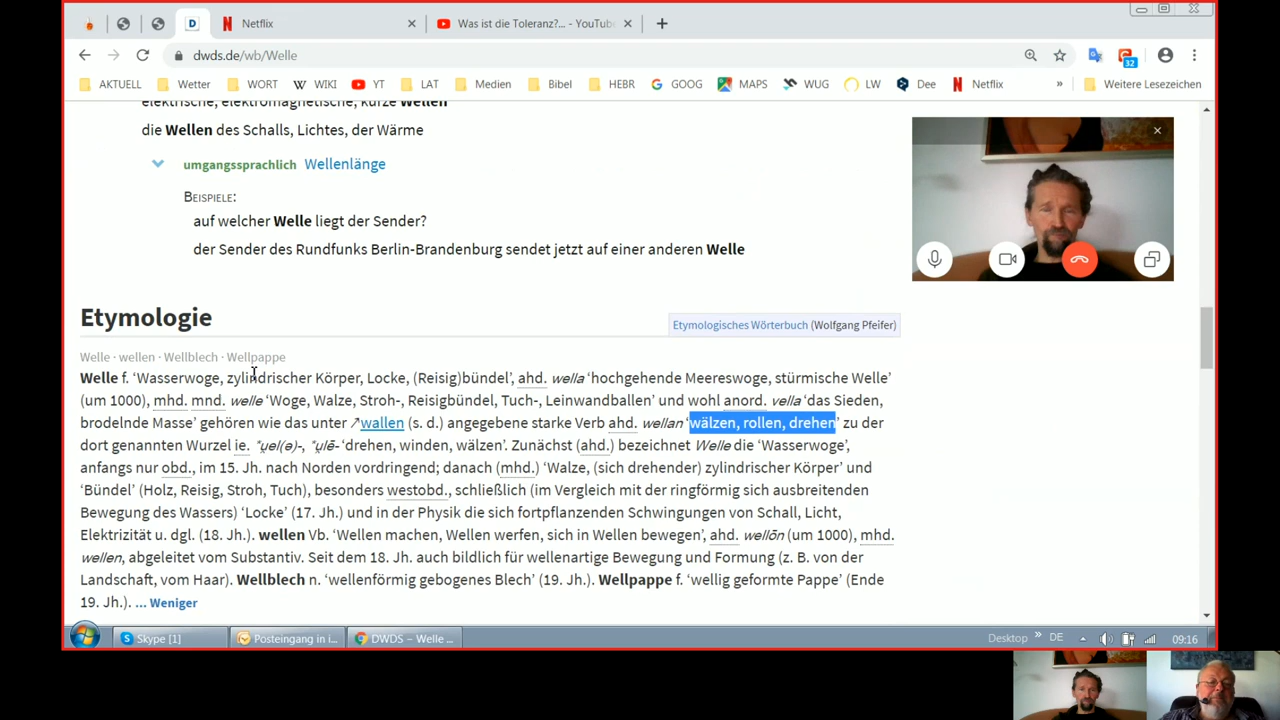 D Netflix × Was ist die Toleranz?... - YouTub × +
dwds.de/wb/Welle 32
AKTUELL Wetter WORT W WIKI YT LAT Medien Bibel HEBR G GOOG MAPS WUG LW Dee N Netflix » Weitere Lesezeichen
elektrische, elektromagnetische, kurze Wellen
die Wellen des Schalls, Lichtes, der Wärme
umgangssprachlich Wellenlänge
BEISPIELE:
auf welcher Welle liegt der Sender?
der Sender des Rundfunks Berlin-Brandenburg sendet jetzt auf einer anderen Welle
Etymologie
Etymologisches Wörterbuch (Wolfgang Pfeifer)
Welle · wellen · Wellblech · Wellpappe
Welle f. ‘Wasserwoge, zylindrischer Körper, Locke, (Reisig)bündel’, ahd. wella ‘hochgehende Meereswoge, stürmische Welle’
(um 1000), mhd. mnd. welle ‘Woge, Walze, Stroh-, Reisigbündel, Tuch-, Leinwandballen’ und wohl anord. vella ‘das Sieden,
brodelnde Masse’ gehören wie das unter ↗wallen (s. d.) angegebene starke Verb ahd. wellan ‘wälzen, rollen, drehen’ zu der
dort genannten Wurzel ie. *u̯el(ə)-, *u̯lē- ‘drehen, winden, wälzen’. Zunächst (ahd.) bezeichnet Welle die ‘Wasserwoge’,
anfangs nur obd., im 15. Jh. nach Norden vordringend; danach (mhd.) ‘Walze, (sich drehender) zylindrischer Körper’ und
‘Bündel’ (Holz, Reisig, Stroh, Tuch), besonders westobd., schließlich (im Vergleich mit der ringförmig sich ausbreitenden
Bewegung des Wassers) ‘Locke’ (17. Jh.) und in der Physik die sich fortpflanzenden Schwingungen von Schall, Licht,
Elektrizität u. dgl. (18. Jh.). wellen Vb. ‘Wellen machen, Wellen werfen, sich in Wellen bewegen’, ahd. wellōn (um 1000), mhd.
wellen, abgeleitet vom Substantiv. Seit dem 18. Jh. auch bildlich für wellenartige Bewegung und Formung (z. B. von der
Landschaft, vom Haar). Wellblech n. ‘wellenförmig gebogenes Blech’ (19. Jh.). Wellpappe f. ‘wellig geformte Pappe’ (Ende
19. Jh.). ... Weniger
Skype [1] Posteingang in i... DWDS – Welle ... Desktop » DE 09:16